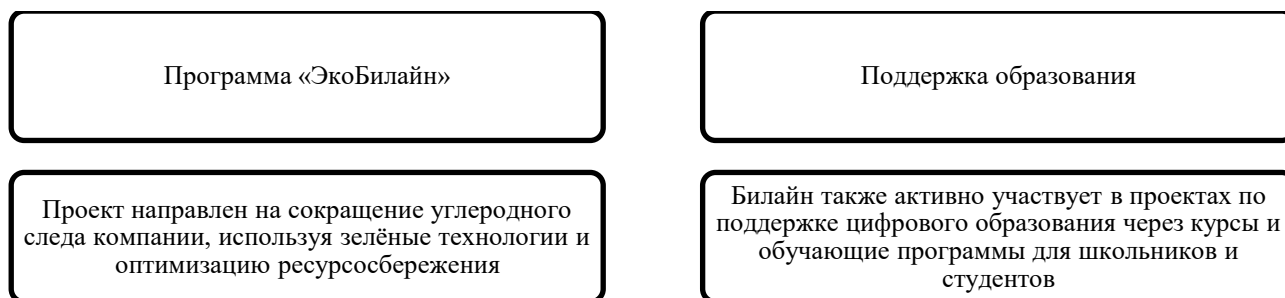 Программа «ЭкоБилайн»
Проект направлен на сокращение углеродного
следа компании, используя зелёные технологии и
оптимизацию ресурсосбережения
Поддержка образования
Билайн также активно участвует в проектах по
поддержке цифрового образования через курсы и
обучающие программы для школьников и
студентов